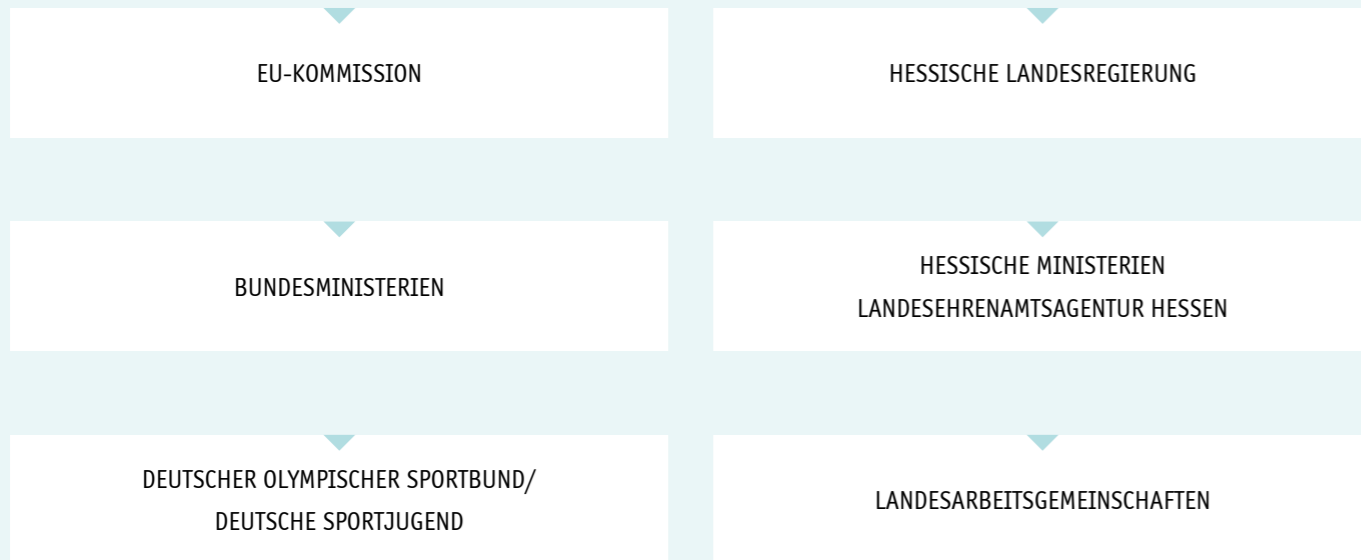 EU-KOMMISSION
HESSISCHE LANDESREGIERUNG
BUNDESMINISTERIEN
HESSISCHE MINISTERIEN
LANDESEHRENAMTSAGENTUR HESSEN
DEUTSCHER OLYMPISCHER SPORTBUND/
DEUTSCHE SPORTJUGEND
LANDESARBEITSGEMEINSCHAFTEN